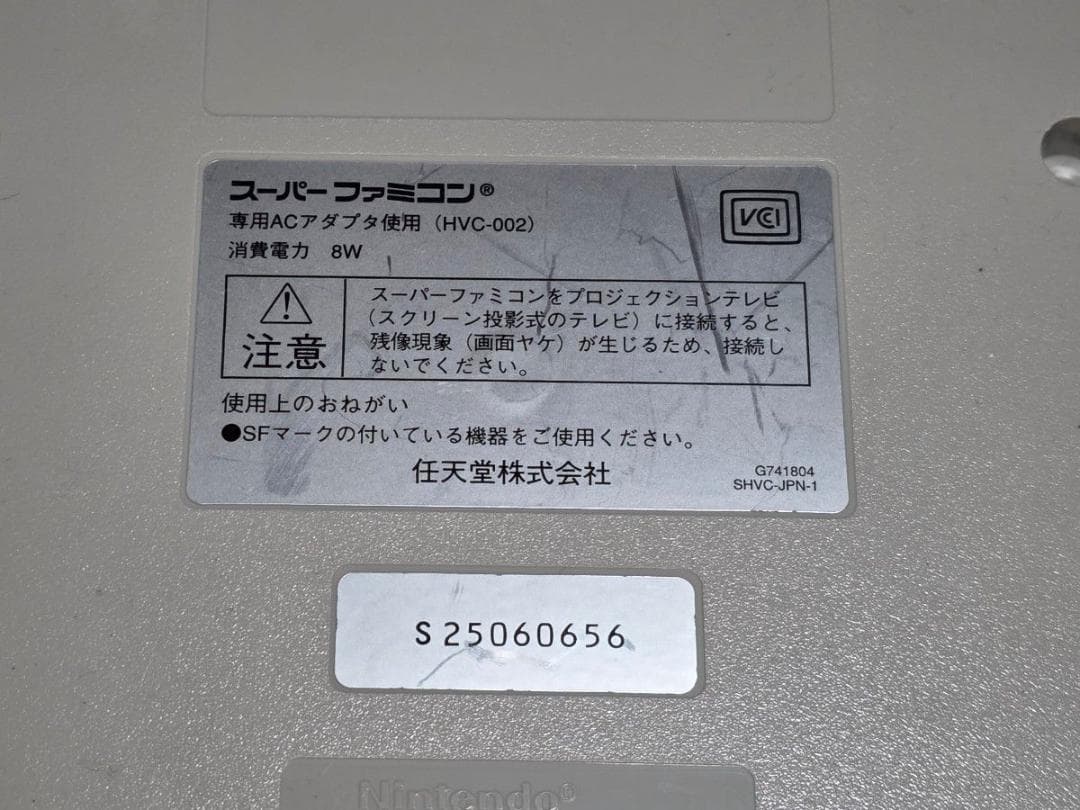 スーパーファミコン®
専用ACアダプタ使用（HVC-002）
消費電力　8W
VCI
注意
スーパーファミコンをプロジェクションテレビ
（スクリーン投影式のテレビ）に接続すると、
残像現象（画面ヤケ）が生じるため、接続し
ないでください。
使用上のおねがい
●SFマークの付いている機器をご使用ください。
任天堂株式会社
G741804
SHVC-JPN-1
S25060656
Nintendo®